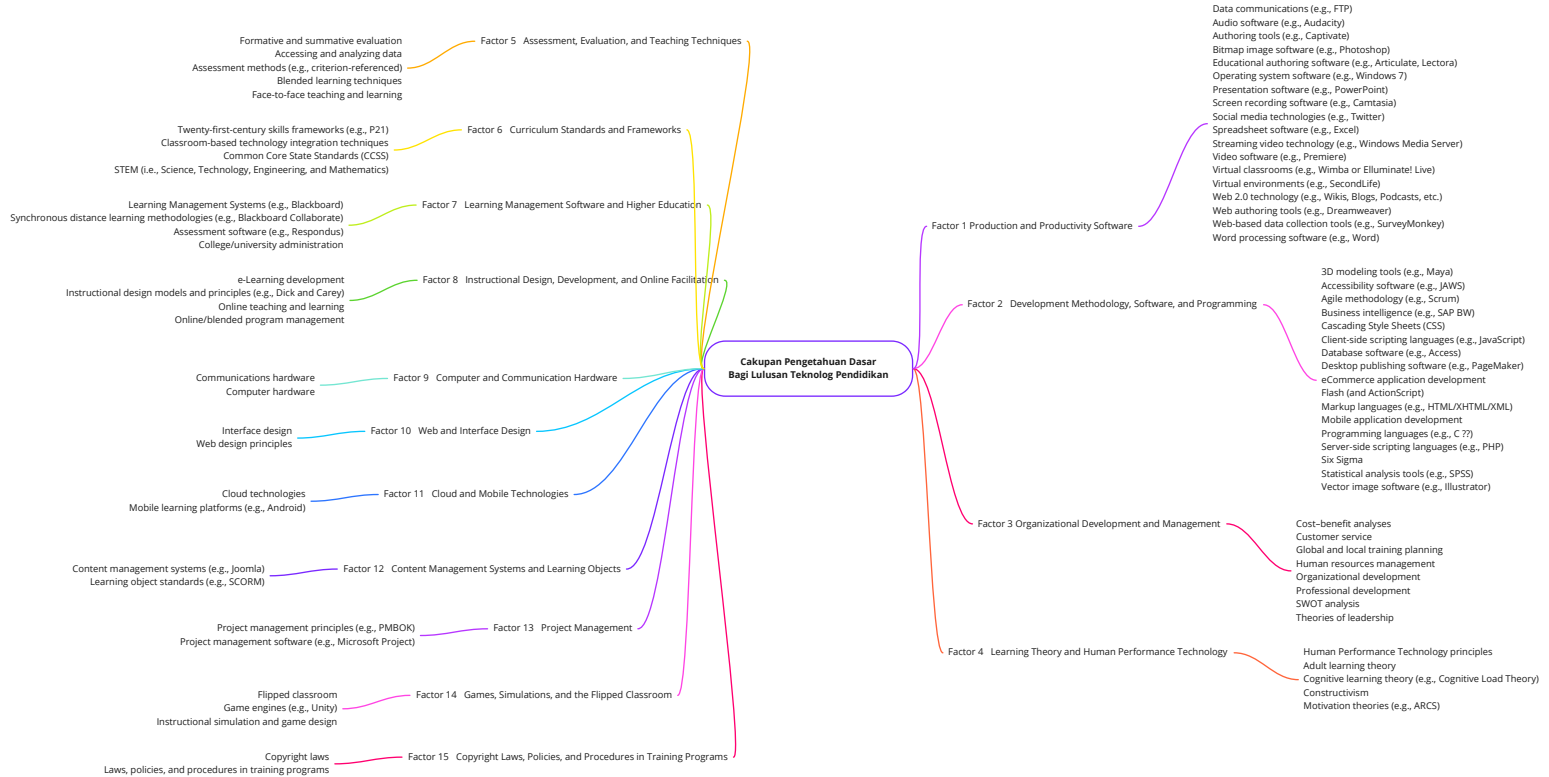 Cakupan Pengetahuan Dasar
Bagi Lulusan Teknolog Pendidikan
Factor 1 Production and Productivity Software
Data communications (e.g., FTP)
Audio software (e.g., Audacity)
Authoring tools (e.g., Captivate)
Bitmap image software (e.g., Photoshop)
Educational authoring software (e.g., Articulate, Lectora)
Operating system software (e.g., Windows 7)
Presentation software (e.g., PowerPoint)
Screen recording software (e.g., Camtasia)
Social media technologies (e.g., Twitter)
Spreadsheet software (e.g., Excel)
Streaming video technology (e.g., Windows Media Server)
Video software (e.g., Premiere)
Virtual classrooms (e.g., Wimba or Elluminate! Live)
Virtual environments (e.g., SecondLife)
Web 2.0 technology (e.g., Wikis, Blogs, Podcasts, etc.)
Web authoring tools (e.g., Dreamweaver)
Web-based data collection tools (e.g., SurveyMonkey)
Word processing software (e.g., Word)
Factor 2 Development Methodology, Software, and Programming
3D modeling tools (e.g., Maya)
Accessibility software (e.g., JAWS)
Agile methodology (e.g., Scrum)
Business intelligence (e.g., SAP BW)
Cascading Style Sheets (CSS)
Client-side scripting languages (e.g., JavaScript)
Database software (e.g., Access)
Desktop publishing software (e.g., PageMaker)
eCommerce application development
Flash (and ActionScript)
Markup languages (e.g., HTML/XHTML/XML)
Mobile application development
Programming languages (e.g., C ??)
Server-side scripting languages (e.g., PHP)
Six Sigma
Statistical analysis tools (e.g., SPSS)
Vector image software (e.g., Illustrator)
Factor 3 Organizational Development and Management
Cost–benefit analyses
Customer service
Global and local training planning
Human resources management
Organizational development
Professional development
SWOT analysis
Theories of leadership
Factor 4 Learning Theory and Human Performance Technology
Human Performance Technology principles
Adult learning theory
Cognitive learning theory (e.g., Cognitive Load Theory)
Constructivism
Motivation theories (e.g., ARCS)
Factor 5 Assessment, Evaluation, and Teaching Techniques
Formative and summative evaluation
Accessing and analyzing data
Assessment methods (e.g., criterion-referenced)
Blended learning techniques
Face-to-face teaching and learning
Factor 6 Curriculum Standards and Frameworks
Twenty-first-century skills frameworks (e.g., P21)
Classroom-based technology integration techniques
Common Core State Standards (CCSS)
STEM (i.e., Science, Technology, Engineering, and Mathematics)
Factor 7 Learning Management Software and Higher Education
Learning Management Systems (e.g., Blackboard)
Synchronous distance learning methodologies (e.g., Blackboard Collaborate)
Assessment software (e.g., Respondus)
College/university administration
Factor 8 Instructional Design, Development, and Online Facilitation
e-Learning development
Instructional design models and principles (e.g., Dick and Carey)
Online teaching and learning
Online/blended program management
Factor 9 Computer and Communication Hardware
Communications hardware
Computer hardware
Factor 10 Web and Interface Design
Interface design
Web design principles
Factor 11 Cloud and Mobile Technologies
Cloud technologies
Mobile learning platforms (e.g., Android)
Factor 12 Content Management Systems and Learning Objects
Content management systems (e.g., Joomla)
Learning object standards (e.g., SCORM)
Factor 13 Project Management
Project management principles (e.g., PMBOK)
Project management software (e.g., Microsoft Project)
Factor 14 Games, Simulations, and the Flipped Classroom
Flipped classroom
Game engines (e.g., Unity)
Instructional simulation and game design
Factor 15 Copyright Laws, Policies, and Procedures in Training Programs
Copyright laws
Laws, policies, and procedures in training programs